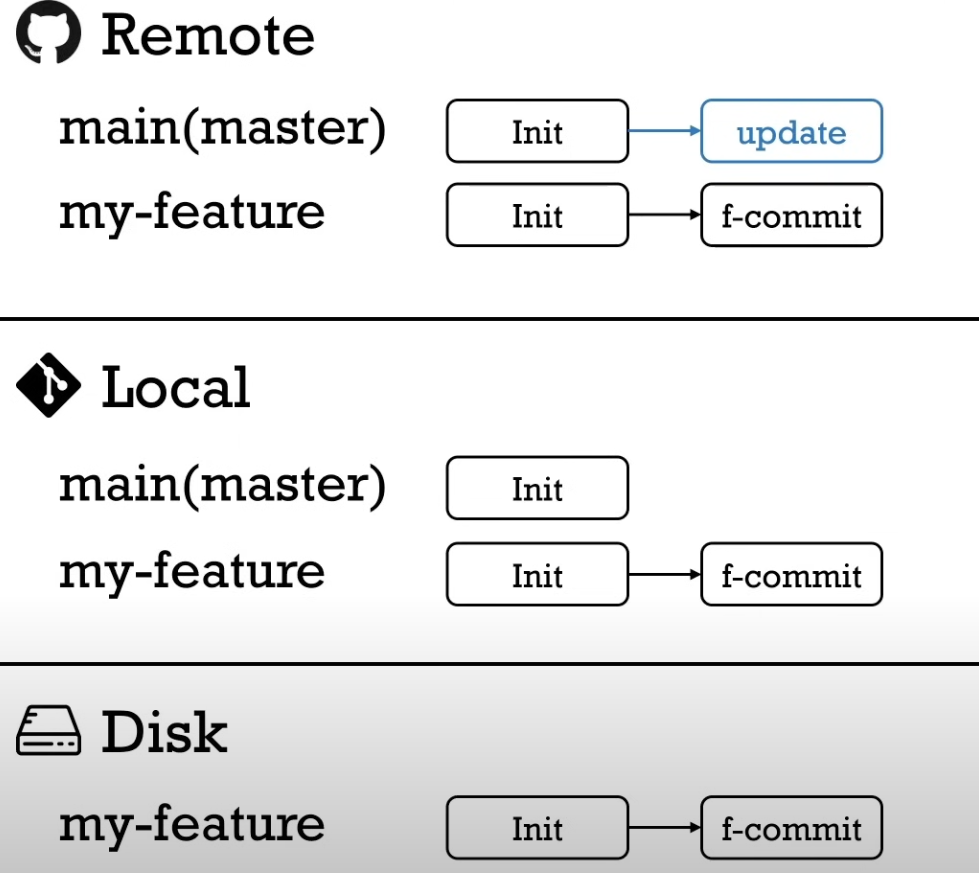 Remote
main(master) Init update
my-feature Init f-commit
Local
main(master) Init
my-feature Init f-commit
Disk
my-feature Init f-commit